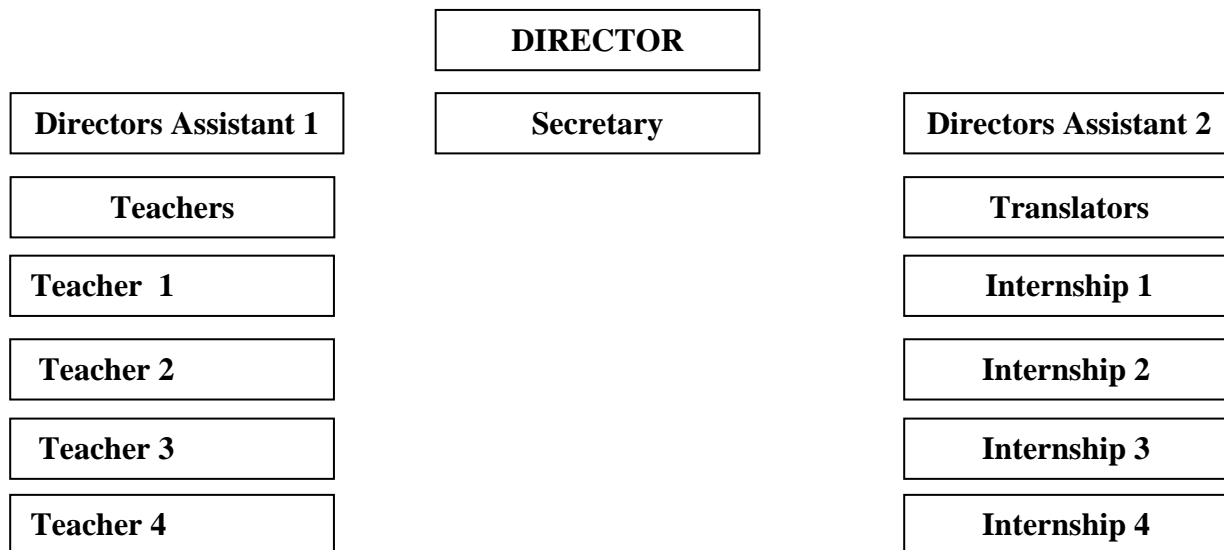 DIRECTOR
Directors Assistant 1
Secretary
Directors Assistant 2
Teachers
Translators
Teacher  1
Internship 1
Teacher 2
Internship 2
Teacher 3
Internship 3
Teacher 4
Internship 4